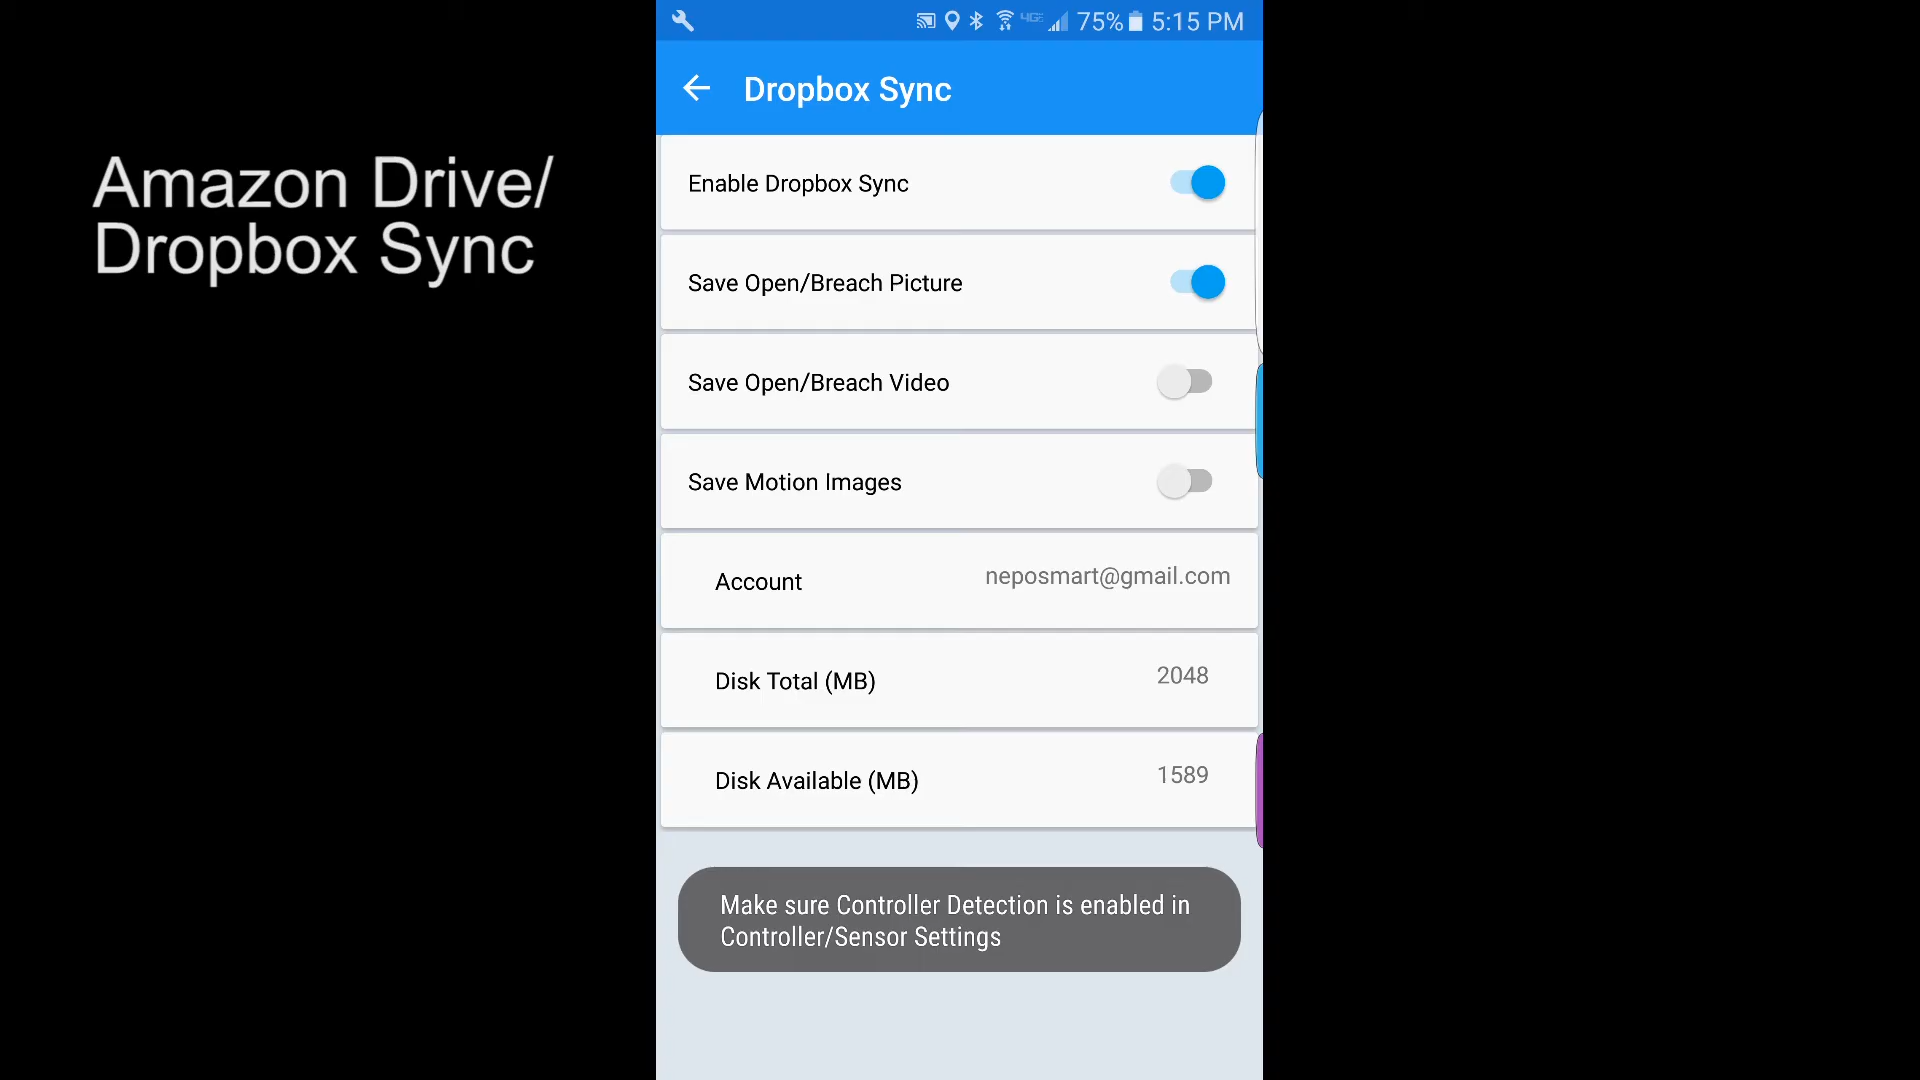 Amazon Drive/
Dropbox Sync
4G 75% 5:15 PM
Dropbox Sync
Enable Dropbox Sync
Save Open/Breach Picture
Save Open/Breach Video
Save Motion Images
Account neposmart@gmail.com
Disk Total (MB) 2048
Disk Available (MB) 1589
Make sure Controller Detection is enabled in
Controller/Sensor Settings